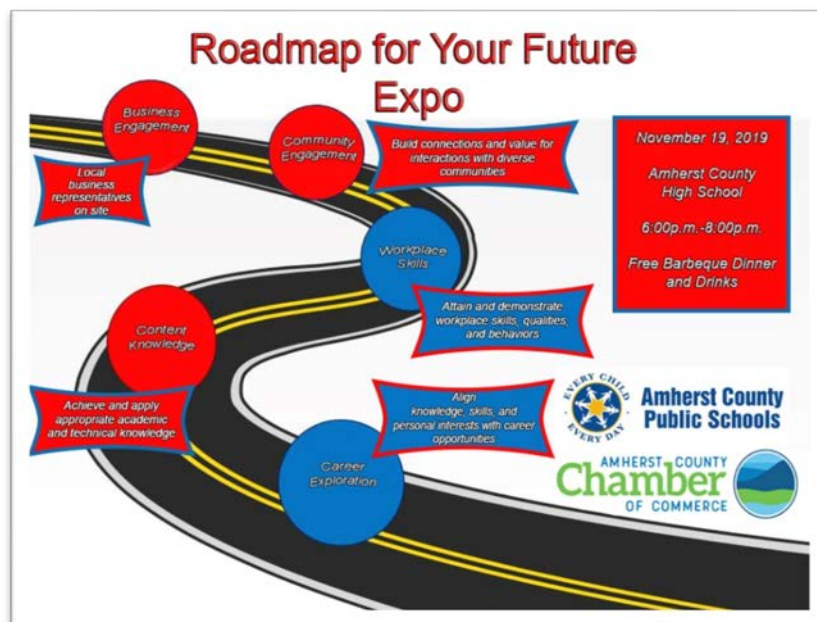 Roadmap for Your Future
Expo
Business
Engagement
Community
Engagement
Build connections and value for
interactions with diverse
communities
November 19, 2019
Amherst County
High School
6:00p.m.-8:00p.m.
Free Barbeque Dinner
and Drinks
Local
business
representatives
on site
Workplace
Skills
Attain and demonstrate
workplace skills, qualities,
and behaviors
Content
Knowledge
Achieve and apply
appropriate academic
and technical knowledge
Align
knowledge, skills, and
personal interests with career
opportunities
EVERY CHILD
EVERY DAY
Amherst County
Public Schools
Career
Exploration
AMHERST COUNTY
Chamber
OF COMMERCE